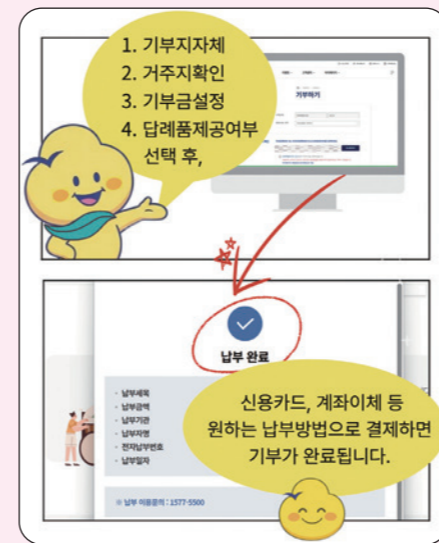 1. 기부지자체
2. 거주지확인
3. 기부금설정
4. 답례품제공여부
선택 후,
기부하기
납부 완료
· 납부세목
· 납부금액
· 납부기관
· 납부자명
· 전자납부번호
· 납부일자
신용카드, 계좌이체 등
원하는 납부방법으로 결제하면
기부가 완료됩니다.
※ 납부 이용문의 : 1577-5500